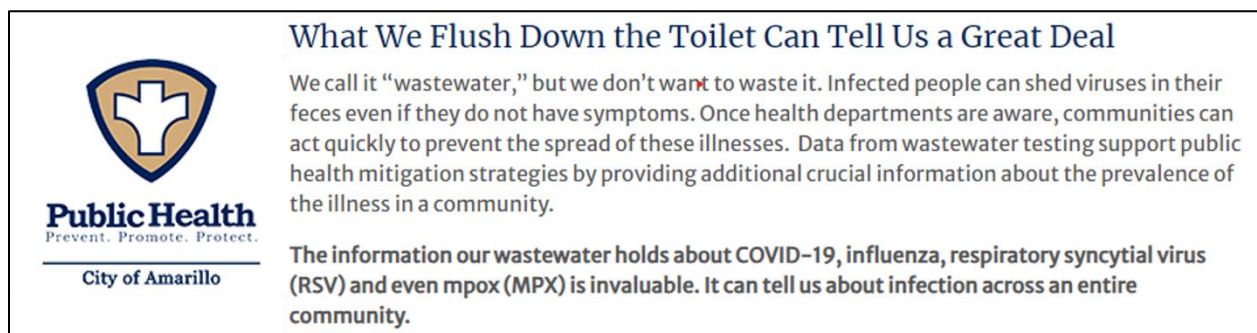 What We Flush Down the Toilet Can Tell Us a Great Deal
We call it “wastewater,” but we don’t want to waste it. Infected people can shed viruses in their
feces even if they do not have symptoms. Once health departments are aware, communities can
act quickly to prevent the spread of these illnesses. Data from wastewater testing support public
health mitigation strategies by providing additional crucial information about the prevalence of
the illness in a community.
The information our wastewater holds about COVID-19, influenza, respiratory syncytial virus
(RSV) and even mpox (MPX) is invaluable. It can tell us about infection across an entire
community.
Public Health
Prevent. Promote. Protect.
City of Amarillo